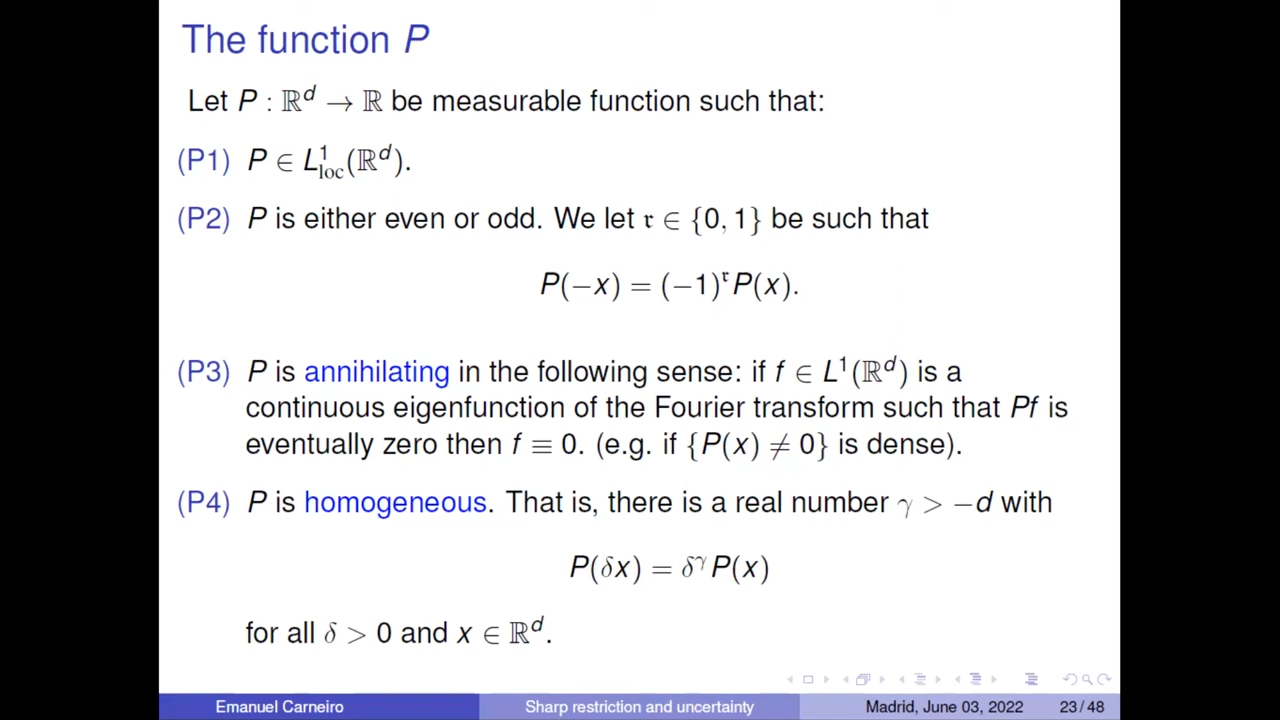 The function P
Let P : ℝ^d → ℝ be measurable function such that:
(P1) P ∈ L^1_loc(ℝ^d).
(P2) P is either even or odd. We let 𝔯 ∈ {0, 1} be such that
P(−x) = (−1)^𝔯 P(x).
(P3) P is annihilating in the following sense: if f ∈ L^1(ℝ^d) is a
continuous eigenfunction of the Fourier transform such that Pf is
eventually zero then f ≡ 0. (e.g. if {P(x) ≠ 0} is dense).
(P4) P is homogeneous. That is, there is a real number γ > −d with
P(δx) = δ^γ P(x)
for all δ > 0 and x ∈ ℝ^d.
Emanuel Carneiro Sharp restriction and uncertainty Madrid, June 03, 2022 23 / 48